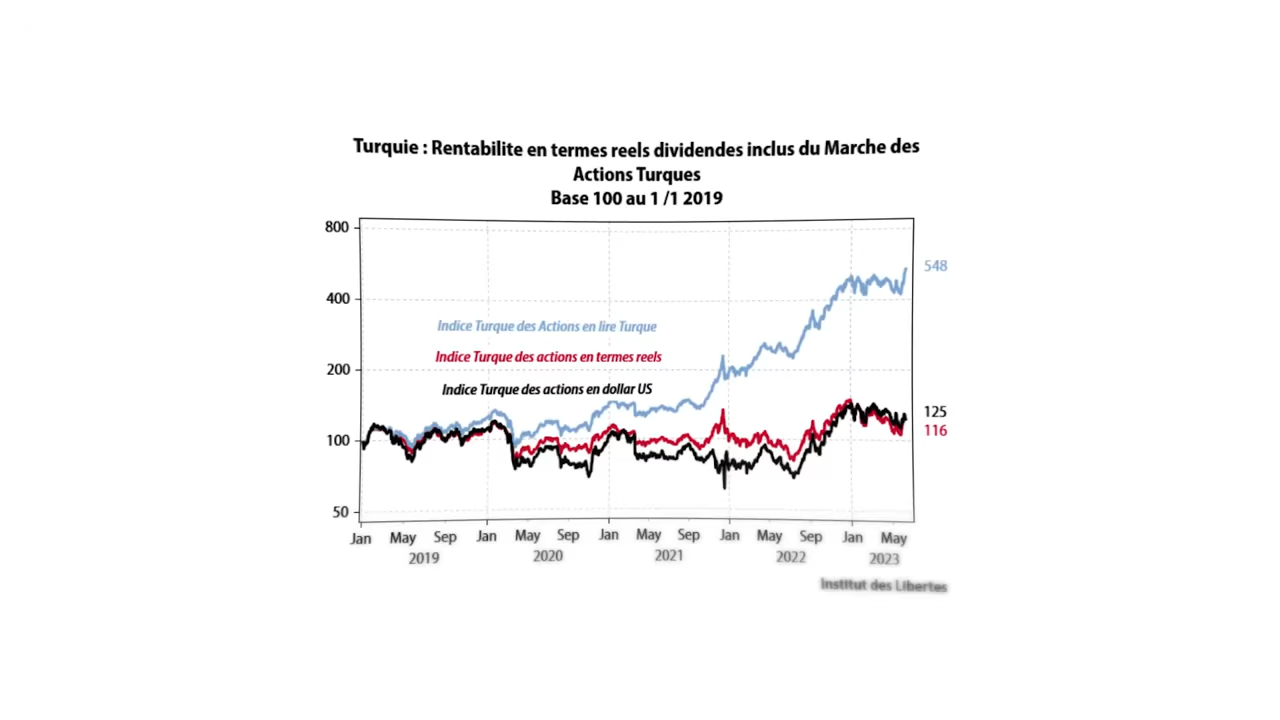 Turquie : Rentabilite en termes reels dividendes inclus du Marche des
Actions Turques
Base 100 au 1 /1 2019
800
548
400
Indice Turque des Actions en lire Turque
Indice Turque des actions en termes reels
200
Indice Turque des actions en dollar US
125
116
100
50
Jan May Sep Jan May Sep Jan May Sep Jan May Sep Jan May
2019 2020 2021 2022 2023
Institut des Libertes